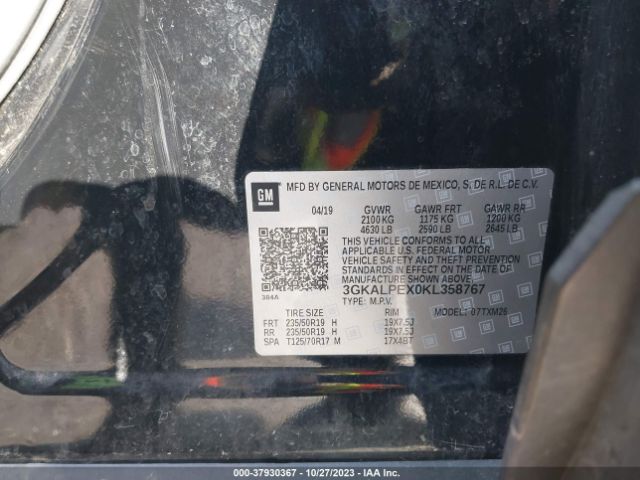 GM
MFD BY GENERAL MOTORS DE MEXICO, S. DE R.L. DE C.V.
04/19 GVWR GAWR FRT GAWR RR
2100 KG 1175 KG 1200 KG
4630 LB 2590 LB 2645 LB
THIS VEHICLE CONFORMS TO ALL
APPLICABLE U.S. FEDERAL MOTOR
VEHICLE SAFETY AND THEFT PREVENTION
STANDARDS IN EFFECT ON THE DATE OF
MANUFACTURE SHOWN ABOVE.
3GKALPEX0KL358767
384A
TYPE: M.P.V.
TIRE SIZE RIM MODEL: 07TXM26
FRT 235/50R19 H 19X7.5J
RR 235/50R19 H 19X7.5J
SPA T125/70R17 M 17X4BT
000-37930367 - 10/27/2023 - IAA Inc.